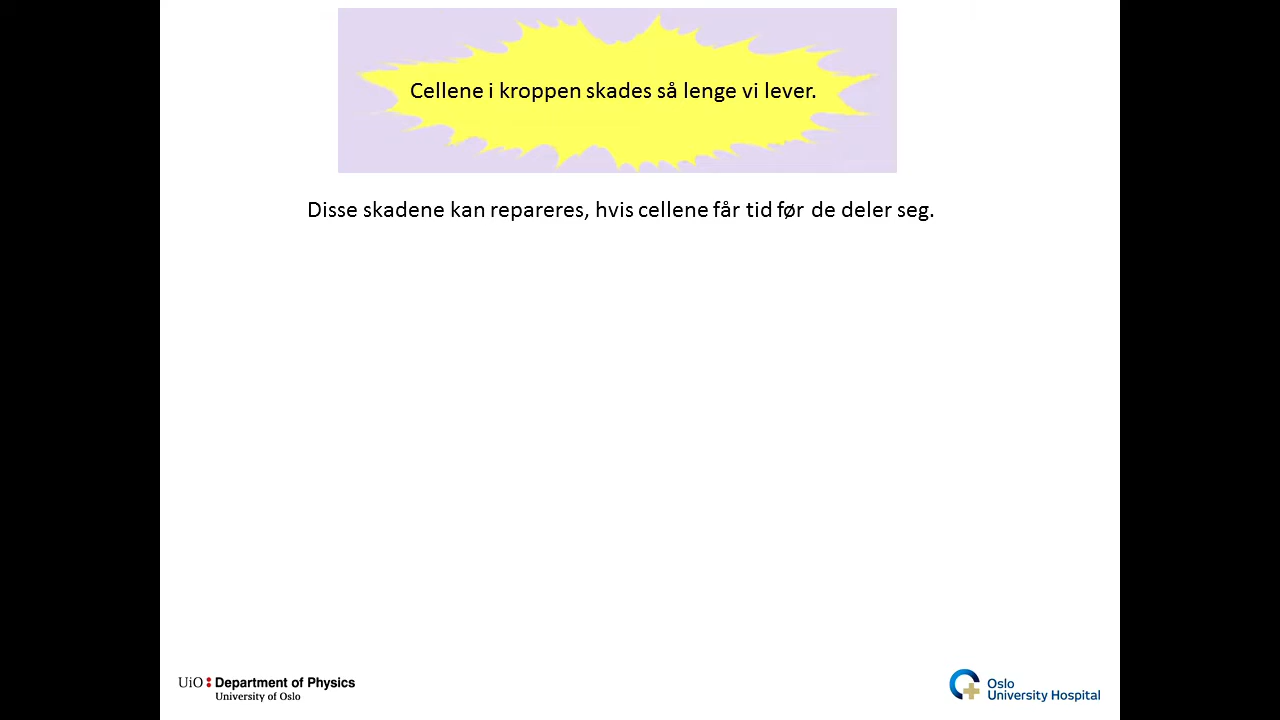 Cellene i kroppen skades så lenge vi lever.
Disse skadene kan repareres, hvis cellene får tid før de deler seg.
UiO : Department of Physics
University of Oslo
Oslo
University Hospital